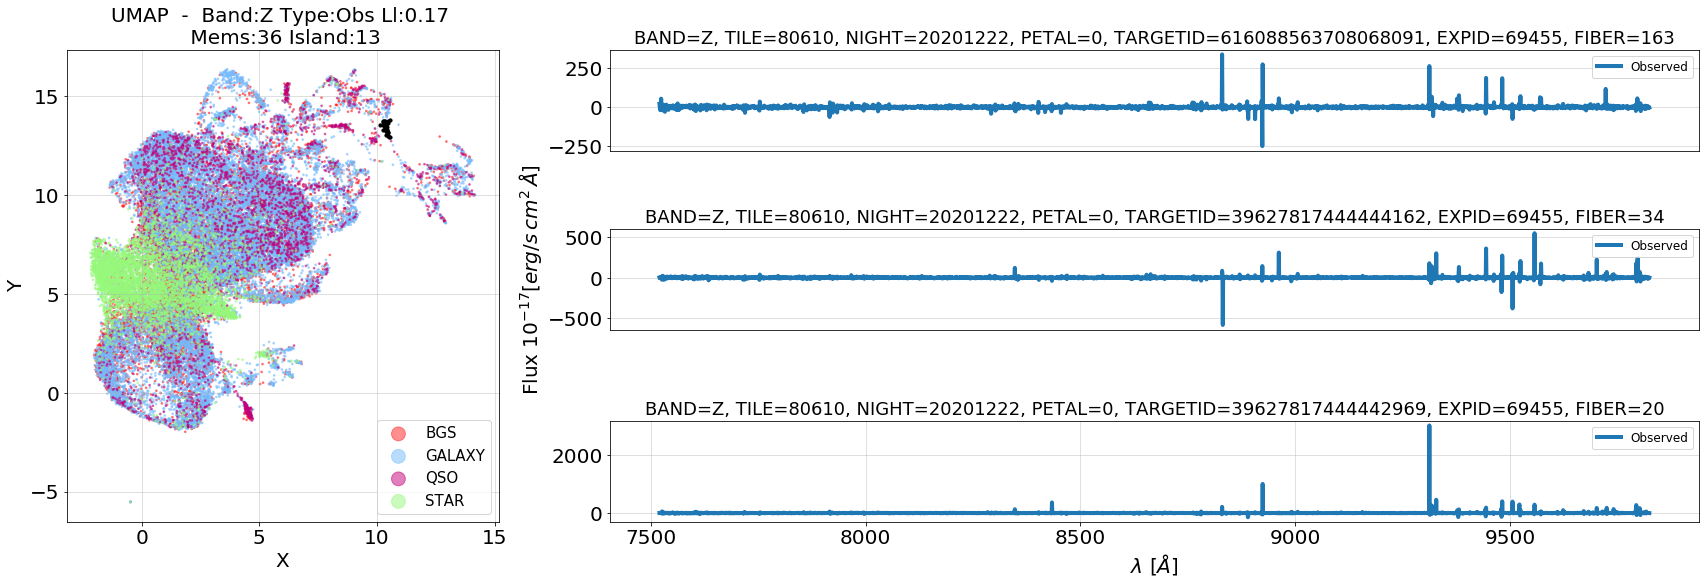 UMAP - Band:Z Type:Obs Ll:0.17
Mems:36 Island:13
15
10
5
0
−5
Y
0
5
10
15
X
BGS
GALAXY
QSO
STAR
Flux 10⁻¹⁷[erg/s cm² Å]
BAND=Z, TILE=80610, NIGHT=20201222, PETAL=0, TARGETID=616088563708068091, EXPID=69455, FIBER=163
250
0
−250
Observed
BAND=Z, TILE=80610, NIGHT=20201222, PETAL=0, TARGETID=39627817444444162, EXPID=69455, FIBER=34
500
0
−500
Observed
BAND=Z, TILE=80610, NIGHT=20201222, PETAL=0, TARGETID=39627817444442969, EXPID=69455, FIBER=20
2000
0
Observed
7500
8000
8500
9000
9500
λ [Å]